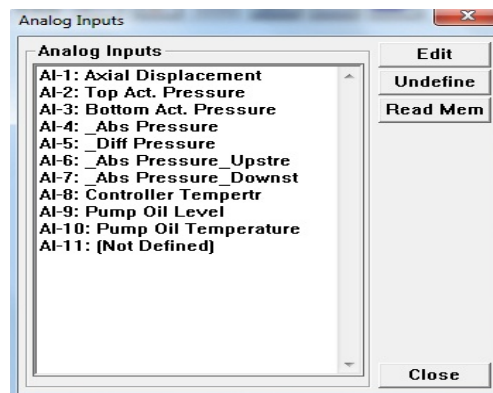 Analog Inputs
Analog Inputs
AI-1: Axial Displacement
AI-2: Top Act. Pressure
AI-3: Bottom Act. Pressure
AI-4: _Abs Pressure
AI-5: _Diff Pressure
AI-6: _Abs Pressure_Upstre
AI-7: _Abs Pressure_Downst
AI-8: Controller Tempertr
AI-9: Pump Oil Level
AI-10: Pump Oil Temperature
AI-11: (Not Defined)
Edit
Undefine
Read Mem
Close